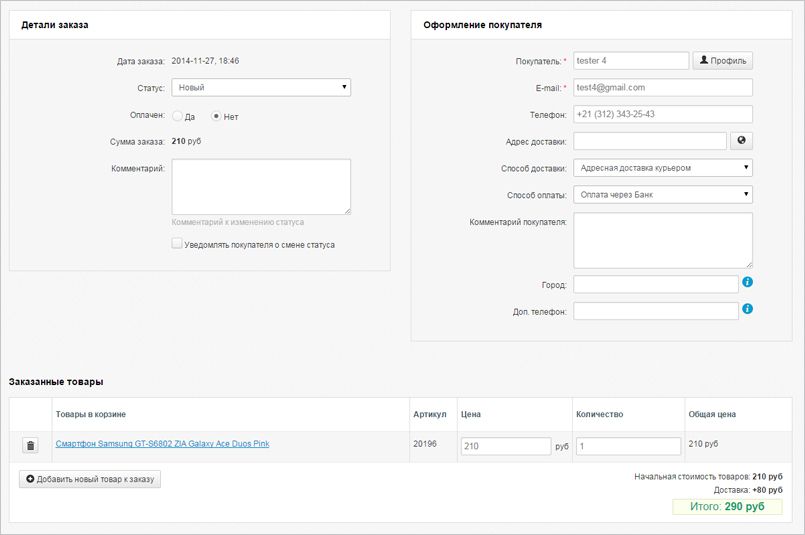 Детали заказа
Дата заказа: 2014-11-27, 18:46
Статус: Новый
Оплачен: Да Нет
Сумма заказа: 210 руб
Комментарий:
Комментарий к изменению статуса
Уведомлять покупателя о смене статуса
Оформление покупателя
Покупатель: * tester 4 Профиль
E-mail: * test4@gmail.com
Телефон: +21 (312) 343-25-43
Адрес доставки:
Способ доставки: Адресная доставка курьером
Способ оплаты: Оплата через Банк
Комментарий покупателя:
Город:
Доп. телефон:
Заказанные товары
Товары в корзине Артикул Цена Количество Общая цена
Смартфон Samsung GT-S6802 ZIA Galaxy Ace Duos Pink 20196 210 руб 1 210 руб
Добавить новый товар к заказу
Начальная стоимость товаров: 210 руб
Доставка: +80 руб
Итого: 290 руб